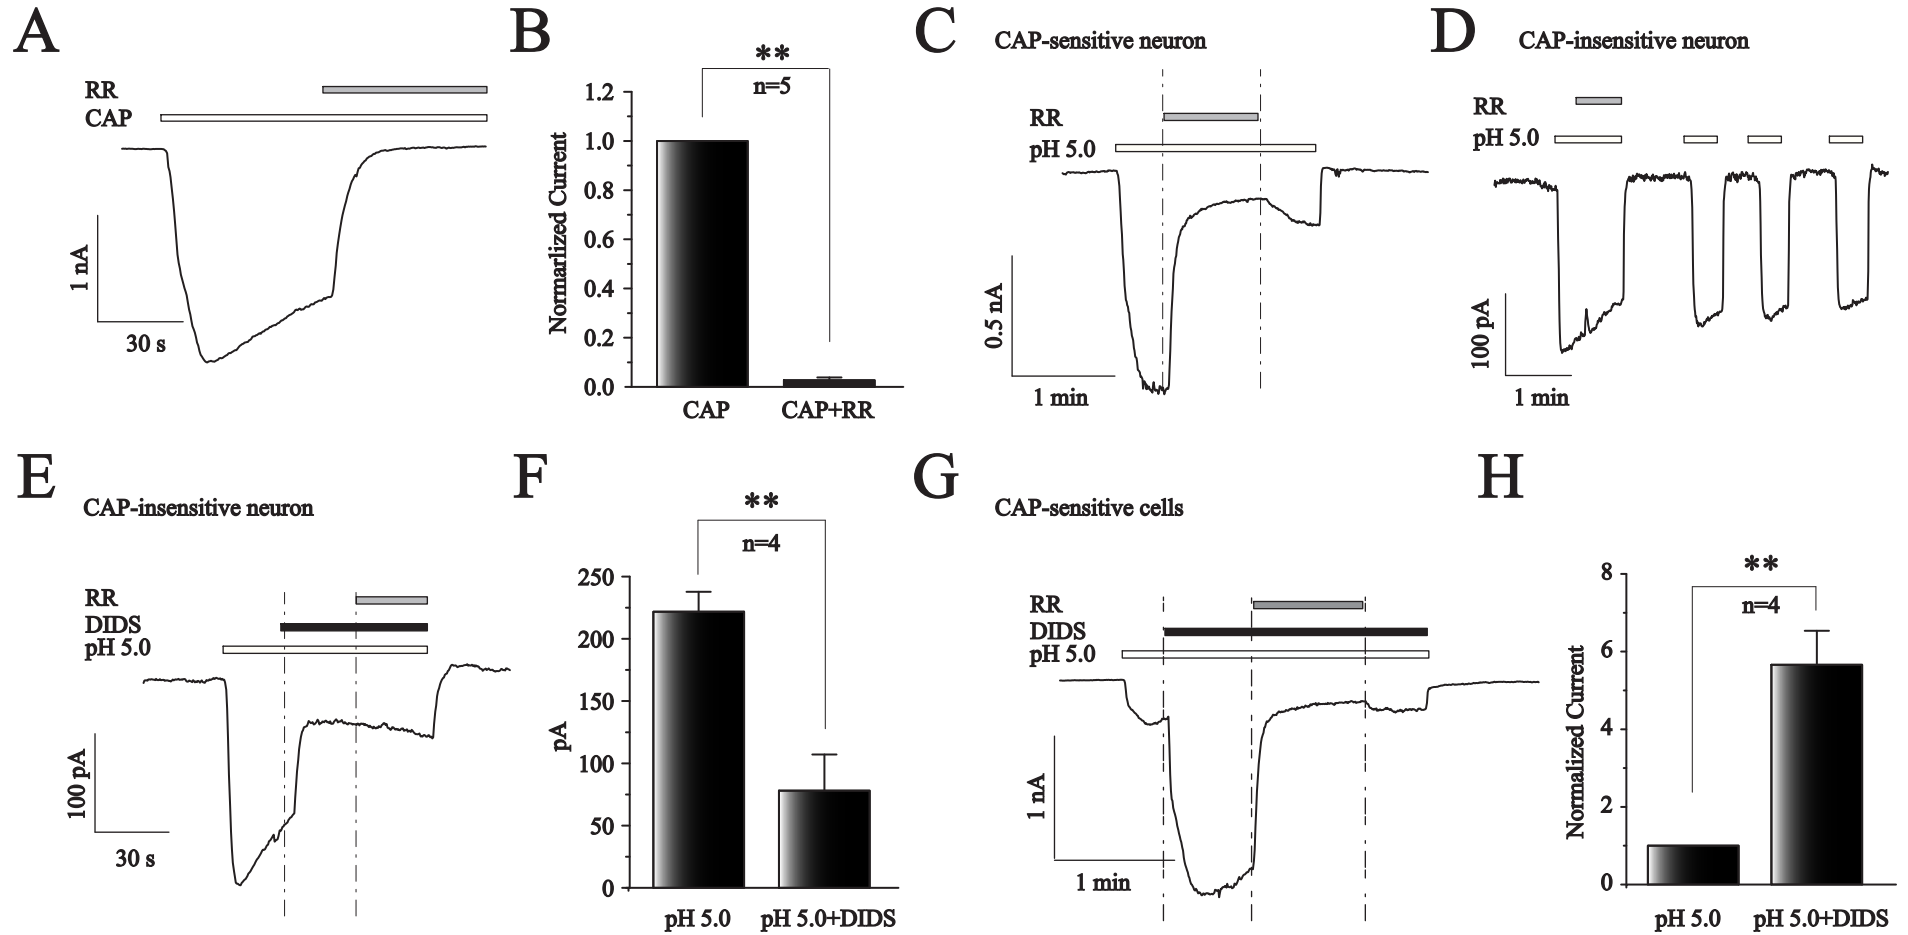 A
RR
CAP
1 nA
30 s
B
**
n=5
Normarlized Current
1.2
1.0
0.8
0.6
0.4
0.2
0.0
CAP
CAP+RR
C
CAP-sensitive neuron
RR
pH 5.0
0.5 nA
1 min
D
CAP-insensitive neuron
RR
pH 5.0
100 pA
1 min
E
CAP-insensitive neuron
RR
DIDS
pH 5.0
100 pA
30 s
F
**
n=4
pA
250
200
150
100
50
0
pH 5.0
pH 5.0+DIDS
G
CAP-sensitive cells
RR
DIDS
pH 5.0
1 nA
1 min
H
**
n=4
Normalized Current
8
6
4
2
0
pH 5.0
pH 5.0+DIDS